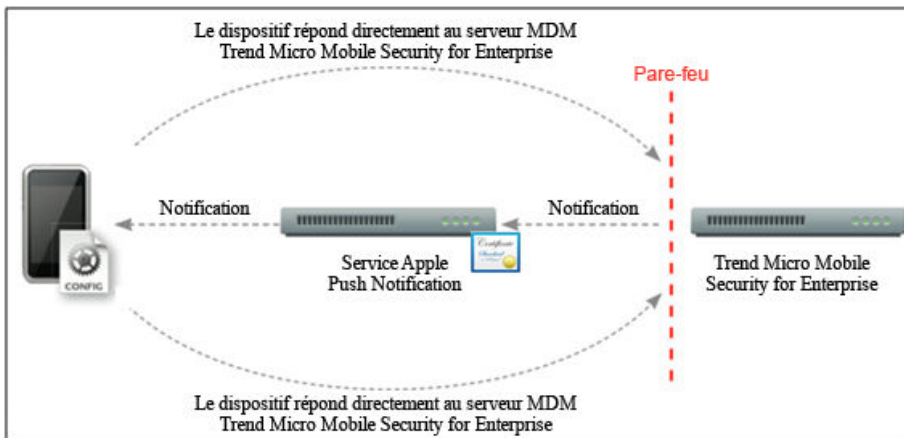 Le dispositif répond directement au serveur MDM
Trend Micro Mobile Security for Enterprise
Pare-feu
Notification
Notification
CONFIG
Certificate
Service Apple
Push Notification
Trend Micro Mobile
Security for Enterprise
Le dispositif répond directement au serveur MDM
Trend Micro Mobile Security for Enterprise